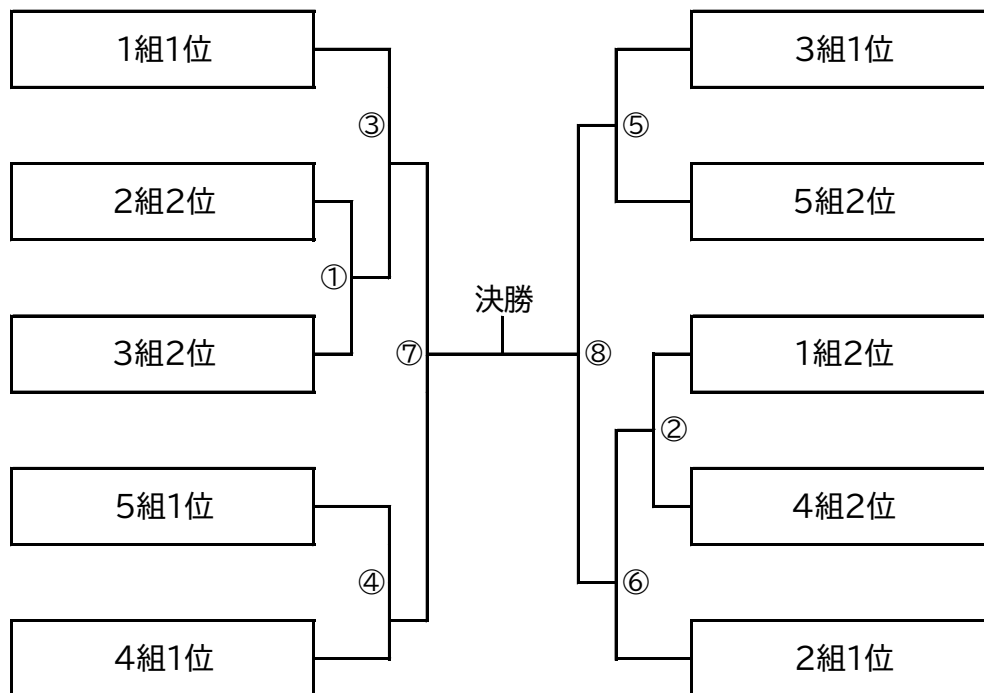 1組1位
③
2組2位
①
3組2位
⑦
5組1位
④
4組1位
決勝
3組1位
⑤
5組2位
⑧
1組2位
②
4組2位
⑥
2組1位